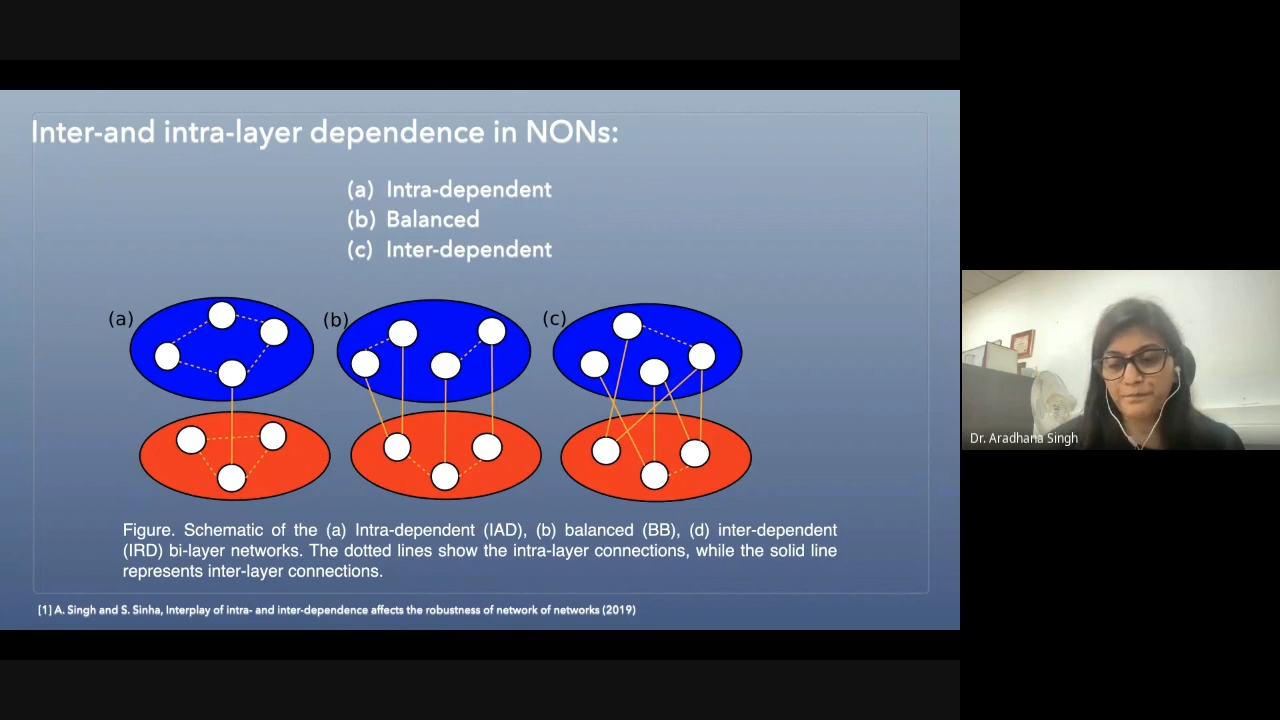 Inter-and intra-layer dependence in NONs:
(a) Intra-dependent
(b) Balanced
(c) Inter-dependent
(a)
(b)
(c)
Figure. Schematic of the (a) Intra-dependent (IAD), (b) balanced (BB), (d) inter-dependent
(IRD) bi-layer networks. The dotted lines show the intra-layer connections, while the solid line
represents inter-layer connections.
[1] A. Singh and S. Sinha, Interplay of intra- and inter-dependence affects the robustness of network of networks (2019)
Dr. Aradhana Singh